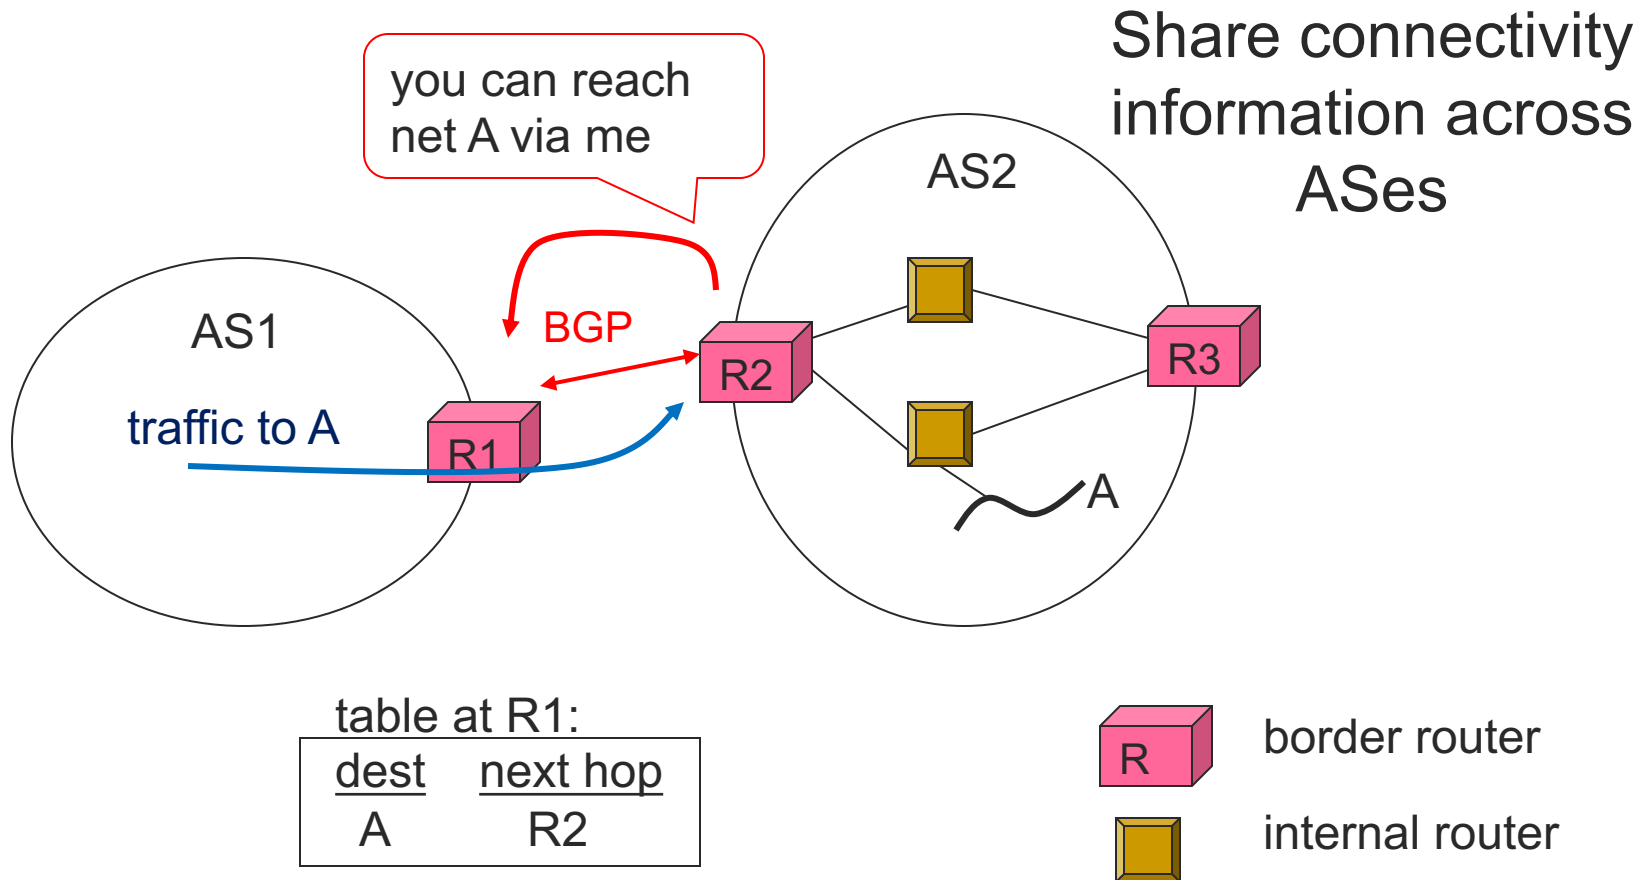 Share connectivity
information across
ASes
you can reach
net A via me
AS2
AS1
BGP
R2
R3
traffic to A
R1
A
table at R1:
dest next hop
A R2
R border router
internal router